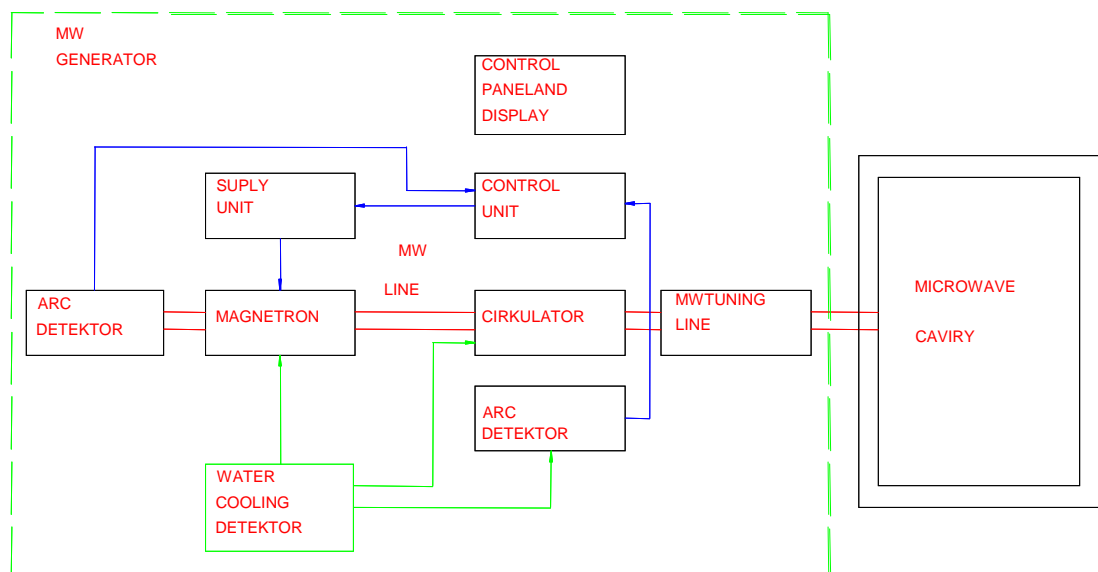 MW
GENERATOR
CONTROL
PANELAND
DISPLAY
SUPLY
UNIT
CONTROL
UNIT
MW
LINE
ARC
DETEKTOR
MAGNETRON
CIRKULATOR
MWTUNING
LINE
MICROWAVE
CAVIRY
ARC
DETEKTOR
WATER
COOLING
DETEKTOR